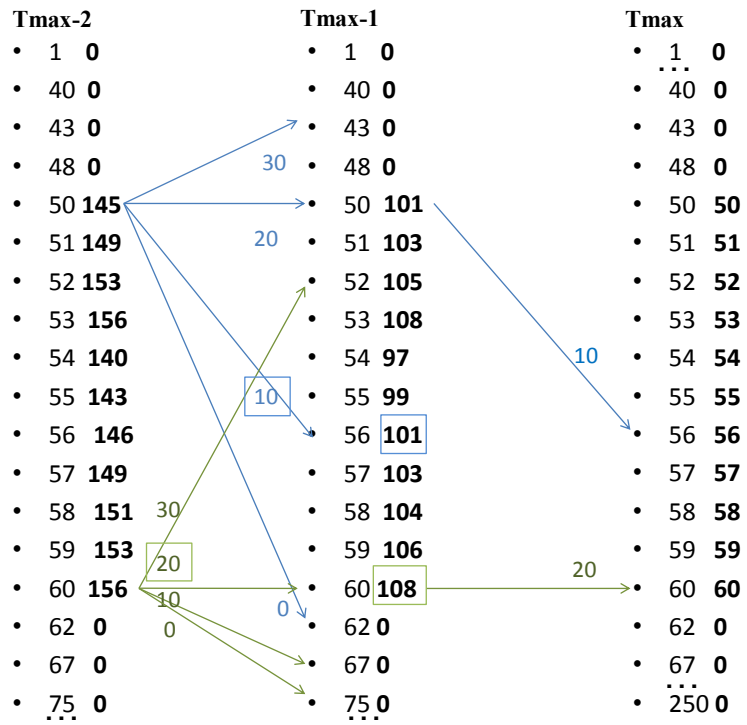 Tmax-2 Tmax-1 Tmax
• 1 0 • 1 0 • 1 0
...
• 40 0 • 40 0 • 40 0
• 43 0 • 43 0 • 43 0
30
• 48 0 • 48 0 • 48 0
• 50 145 • 50 101 • 50 50
• 51 149 20 • 51 103 • 51 51
• 52 153 • 52 105 • 52 52
• 53 156 • 53 108 • 53 53
• 54 140 • 54 97 10 • 54 54
• 55 143 10 • 55 99 • 55 55
• 56 146 • 56 101 • 56 56
• 57 149 • 57 103 • 57 57
• 58 151 30 • 58 104 • 58 58
• 59 153 20 • 59 106 • 59 59
20
• 60 156 • 60 108 • 60 60
10 0
• 62 0 0 • 62 0 • 62 0
• 67 0 • 67 0 • 67 0
...
• 75 0 • 75 0 • 250 0
... ...